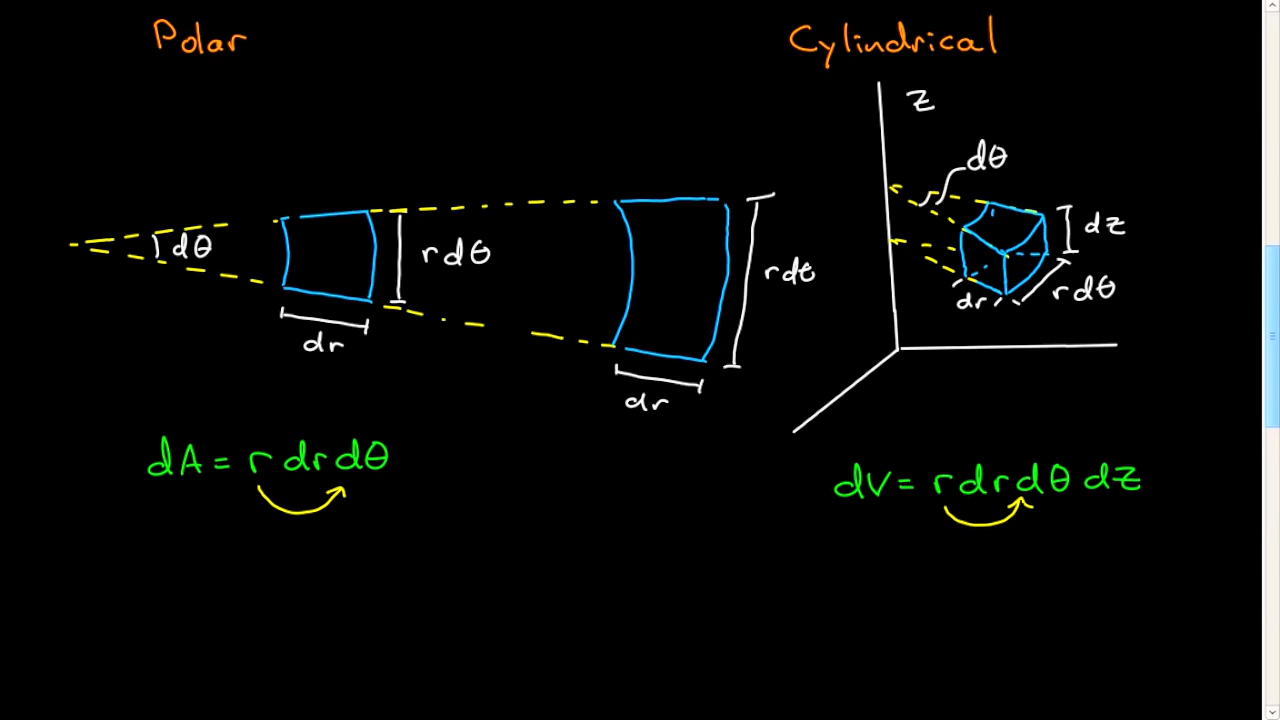 Polar
dθ
rdθ
dr
rdθ
dr
dA = r dr dθ
Cylindrical
z
dθ
dz
rdθ
dr
dV = r dr dθ dz